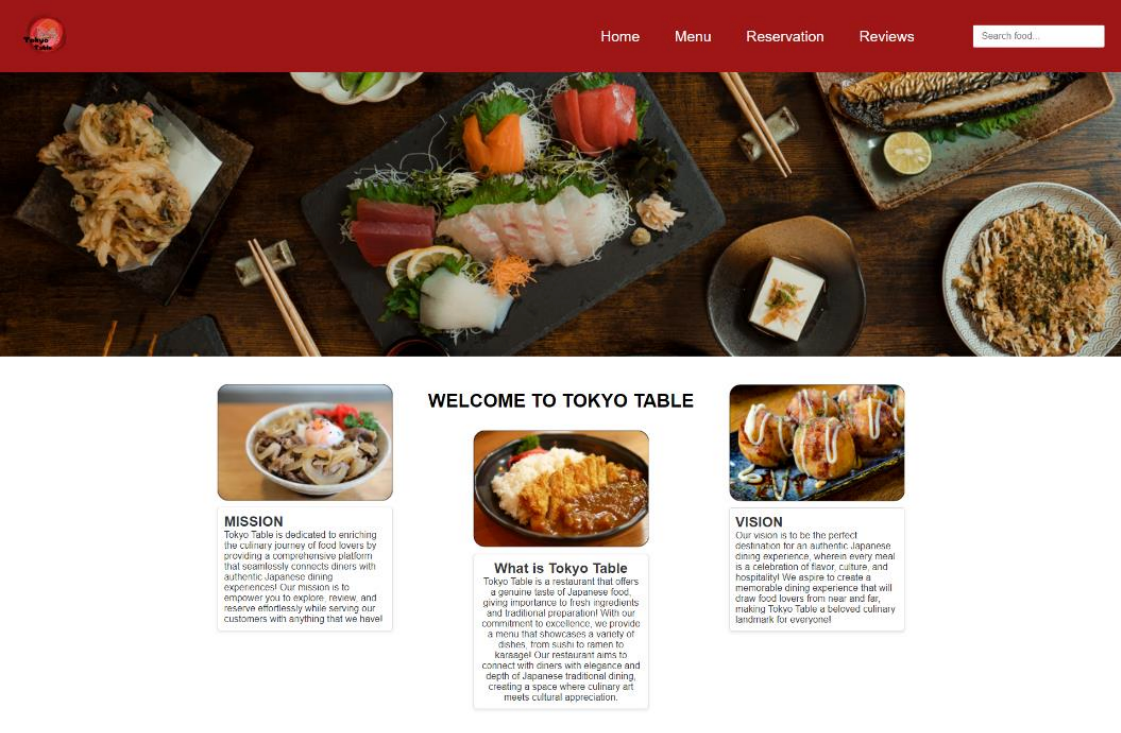 Tokyo
Table
Home
Menu
Reservation
Reviews
Search food...
WELCOME TO TOKYO TABLE
MISSION
Tokyo Table is dedicated to enriching
the culinary journey of food lovers by
providing a comprehensive platform
that seamlessly connects diners with
authentic Japanese dining
experiences! Our mission is to
empower you to explore, review, and
reserve effortlessly while serving our
customers with anything that we have!
What is Tokyo Table
Tokyo Table is a restaurant that offers
a genuine taste of Japanese food,
giving importance to fresh ingredients
and traditional preparation! With our
commitment to excellence, we provide
a menu that showcases a variety of
dishes, from sushi to ramen to
karaage! Our restaurant aims to
connect with diners with elegance and
depth of Japanese traditional dining,
creating a space where culinary art
meets cultural appreciation.
VISION
Our vision is to be the perfect
destination for an authentic Japanese
dining experience, wherein every meal
is a celebration of flavor, culture, and
hospitality! We aspire to create a
memorable dining experience that will
draw food lovers from near and far,
making Tokyo Table a beloved culinary
landmark for everyone!